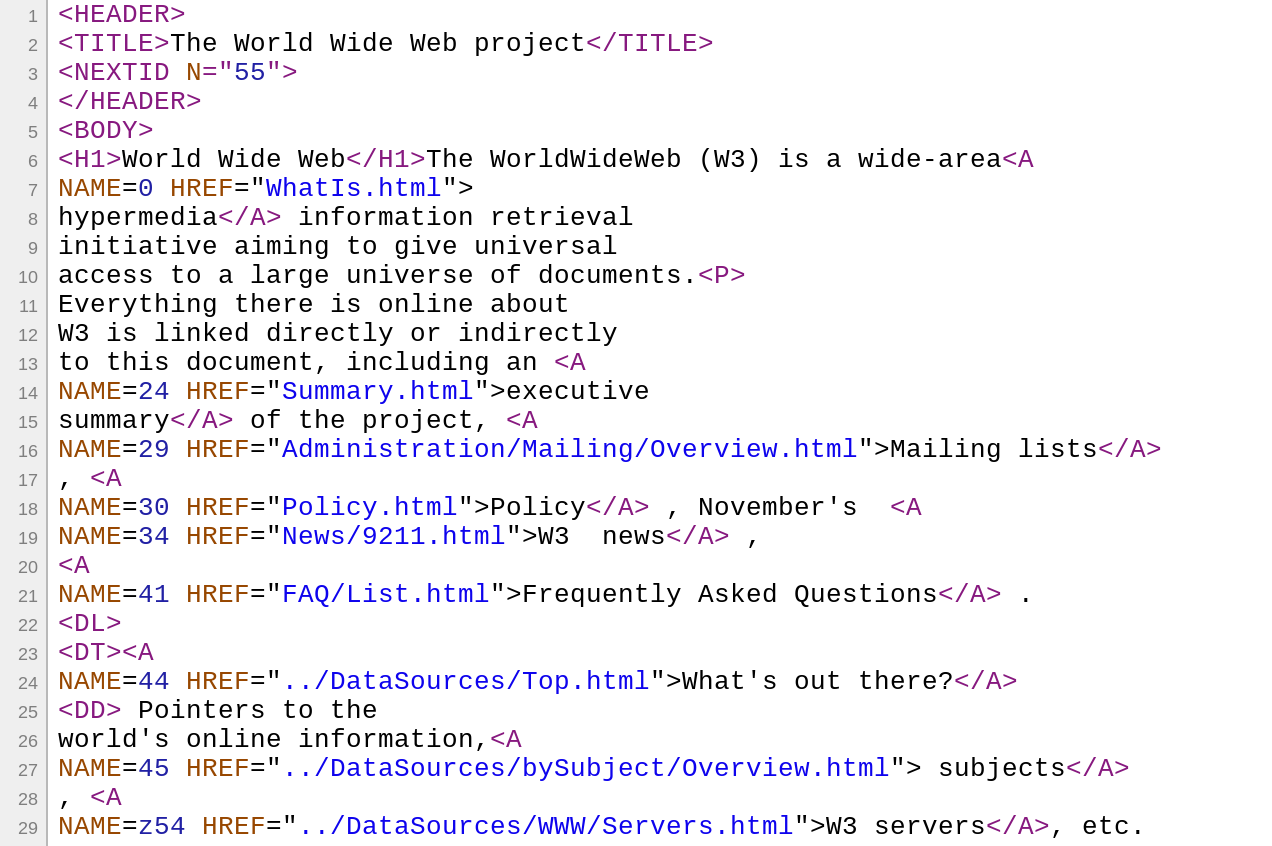 1 <HEADER>
2 <TITLE>The World Wide Web project</TITLE>
3 <NEXTID N="55">
4 </HEADER>
5 <BODY>
6 <H1>World Wide Web</H1>The WorldWideWeb (W3) is a wide-area<A
7 NAME=0 HREF="WhatIs.html">
8 hypermedia</A> information retrieval
9 initiative aiming to give universal
10 access to a large universe of documents.<P>
11 Everything there is online about
12 W3 is linked directly or indirectly
13 to this document, including an <A
14 NAME=24 HREF="Summary.html">executive
15 summary</A> of the project, <A
16 NAME=29 HREF="Administration/Mailing/Overview.html">Mailing lists</A>
17 , <A
18 NAME=30 HREF="Policy.html">Policy</A> , November's  <A
19 NAME=34 HREF="News/9211.html">W3  news</A> ,
20 <A
21 NAME=41 HREF="FAQ/List.html">Frequently Asked Questions</A> .
22 <DL>
23 <DT><A
24 NAME=44 HREF="../DataSources/Top.html">What's out there?</A>
25 <DD> Pointers to the
26 world's online information,<A
27 NAME=45 HREF="../DataSources/bySubject/Overview.html"> subjects</A>
28 , <A
29 NAME=z54 HREF="../DataSources/WWW/Servers.html">W3 servers</A>, etc.